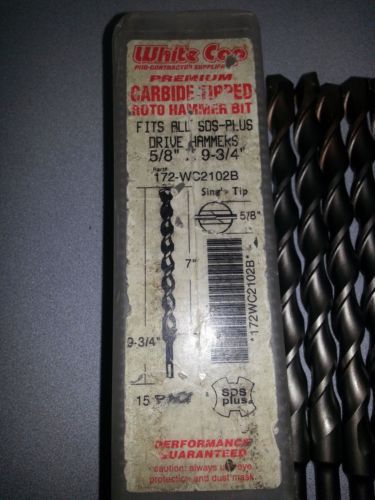 White Cap
PRO-CONTRACTOR SUPPLIES
PREMIUM
CARBIDE TIPPED
ROTO HAMMER BIT
FITS ALL SDS-PLUS
DRIVE HAMMERS
5/8" 9-3/4"
Part#
172-WC2102B
Single Tip
5/8"
7"
9-3/4"
*172WC2102B*
15
sds
plus
PERFORMANCE
GUARANTEED
caution: always use eye
protection and dust mask